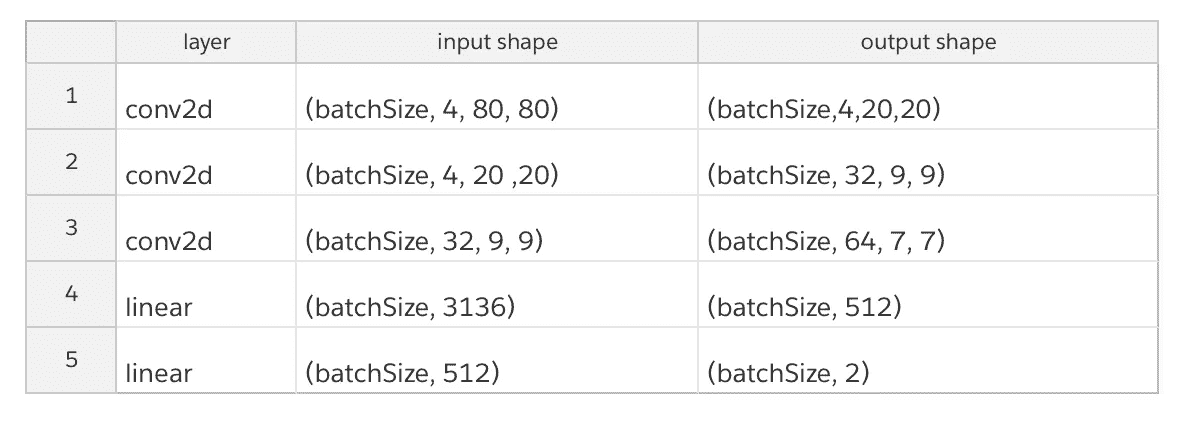 layer input shape output shape
1 conv2d (batchSize, 4, 80, 80) (batchSize,4,20,20)
2 conv2d (batchSize, 4, 20 ,20) (batchSize, 32, 9, 9)
3 conv2d (batchSize, 32, 9, 9) (batchSize, 64, 7, 7)
4 linear (batchSize, 3136) (batchSize, 512)
5 linear (batchSize, 512) (batchSize, 2)